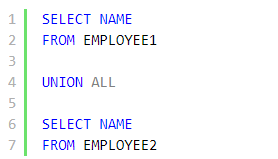 1 SELECT NAME
2 FROM EMPLOYEE1
3
4 UNION ALL
5
6 SELECT NAME
7 FROM EMPLOYEE2